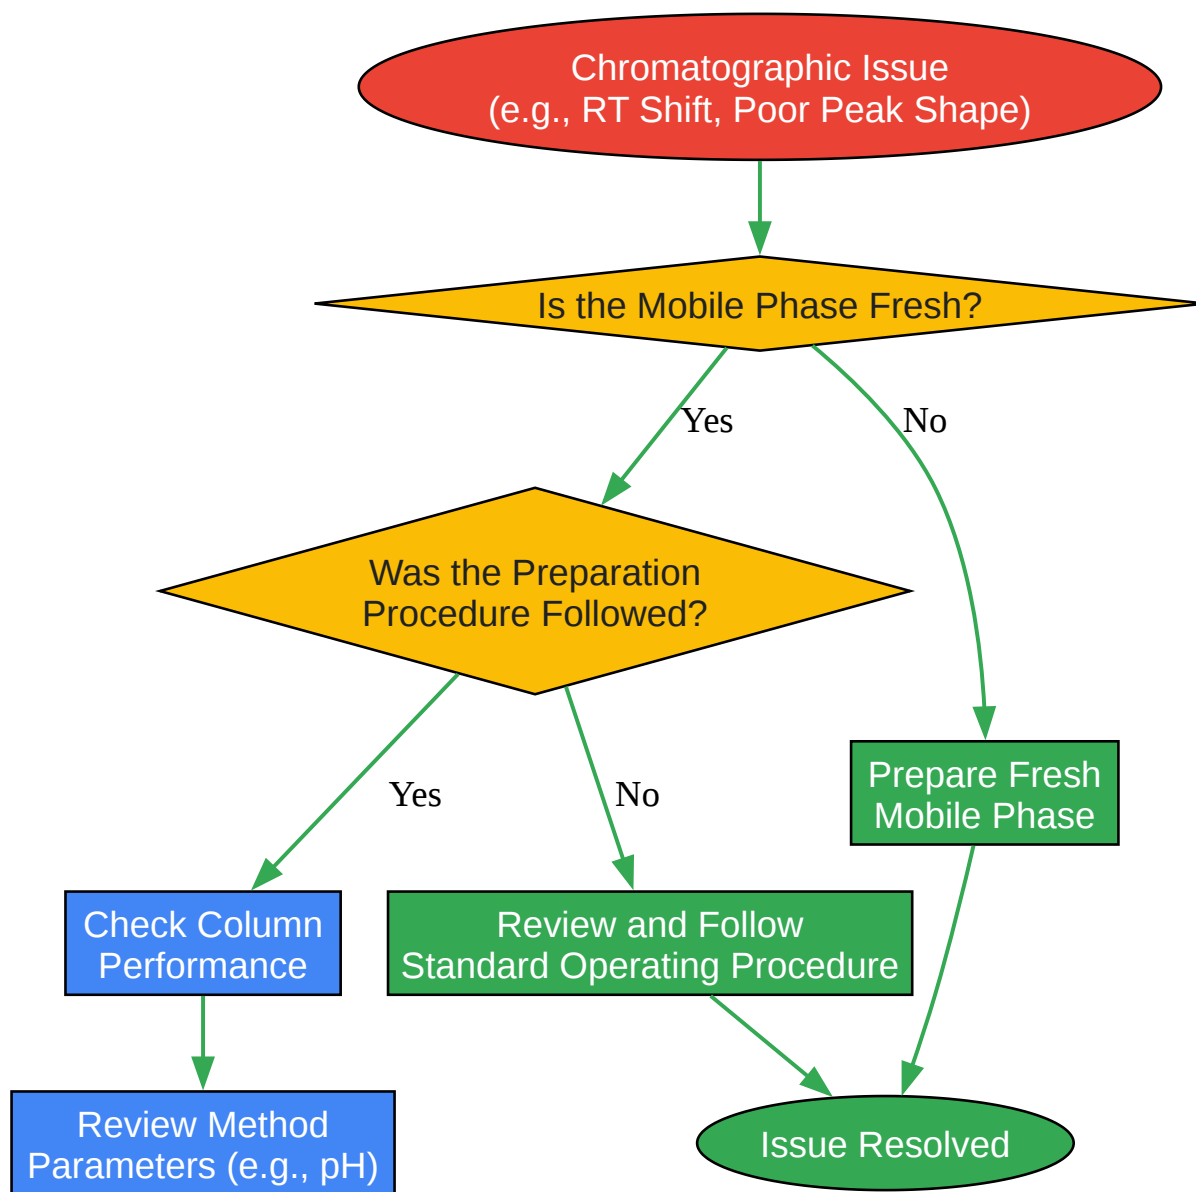 Chromatographic Issue
(e.g., RT Shift, Poor Peak Shape)
Is the Mobile Phase Fresh?
Yes
No
Was the Preparation
Procedure Followed?
Yes
No
Prepare Fresh
Mobile Phase
Check Column
Performance
Review and Follow
Standard Operating Procedure
Review Method
Parameters (e.g., pH)
Issue Resolved